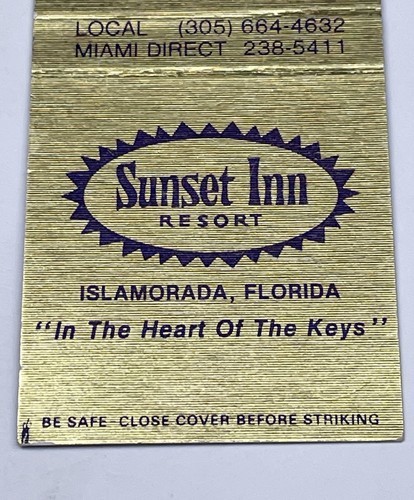 LOCAL (305) 664-4632
MIAMI DIRECT 238-5411
Sunset Inn
RESORT
ISLAMORADA, FLORIDA
"In The Heart Of The Keys"
BE SAFE - CLOSE COVER BEFORE STRIKING